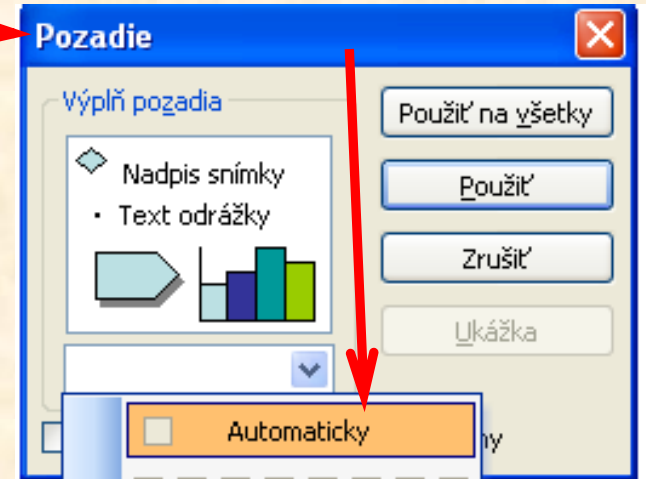 Pozadie
Výplň pozadia
Nadpis snímky
· Text odrážky
Použiť na všetky
Použiť
Zrušiť
Ukážka
Automaticky